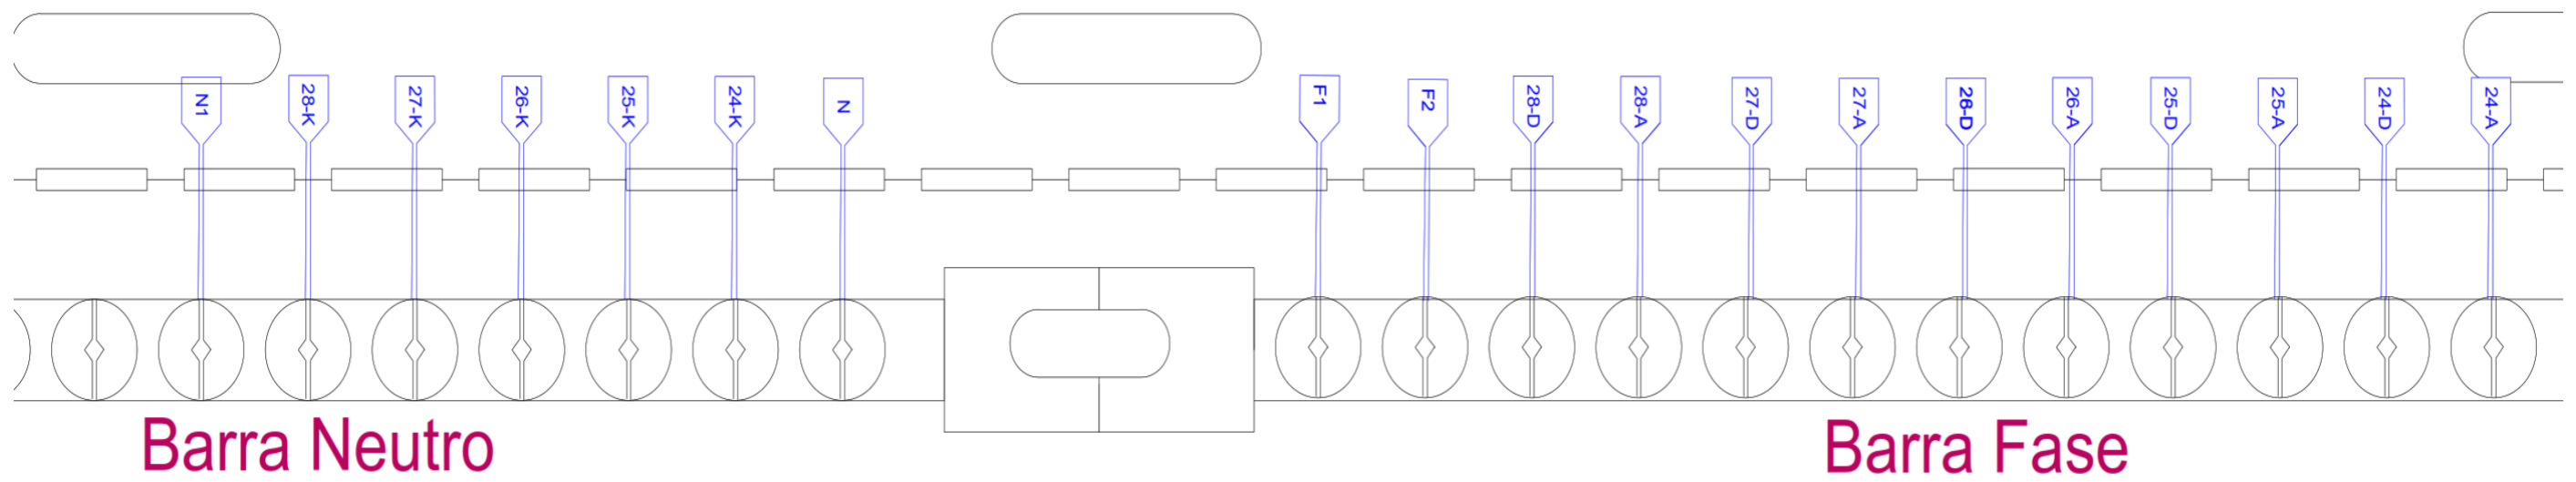 N1 28-K 27-K 26-K 25-K 24-K N F1 F2 28-D 28-A 27-D 27-A 26-D 26-A 25-D 25-A 24-D 24-A
Barra Neutro Barra Fase